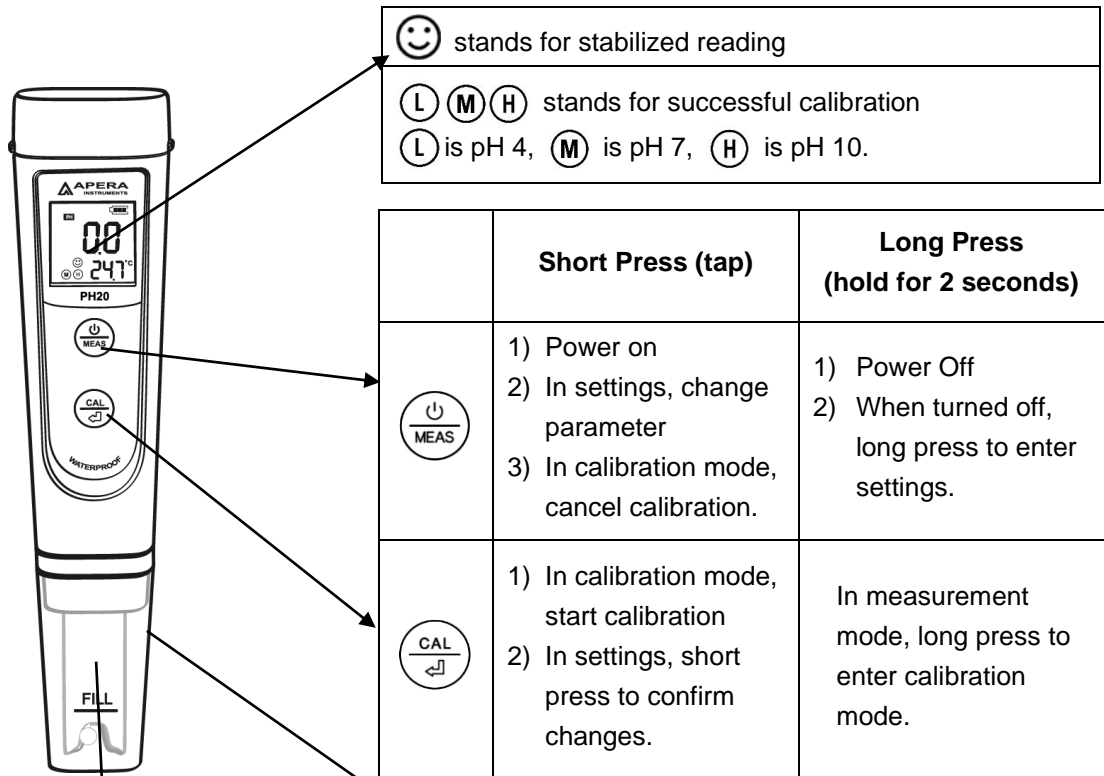 stands for stabilized reading
L M H stands for successful calibration
L is pH 4, M is pH 7, H is pH 10.
APERA
INSTRUMENTS
PH
0.0
M H 24.7°C
PH20
MEAS
CAL
WATERPROOF
FILL
Short Press (tap)
Long Press
(hold for 2 seconds)
MEAS
1) Power on
2) In settings, change
parameter
3) In calibration mode,
cancel calibration.
1) Power Off
2) When turned off,
long press to enter
settings.
CAL
1) In calibration mode,
start calibration
2) In settings, short
press to confirm
changes.
In measurement
mode, long press to
enter calibration
mode.